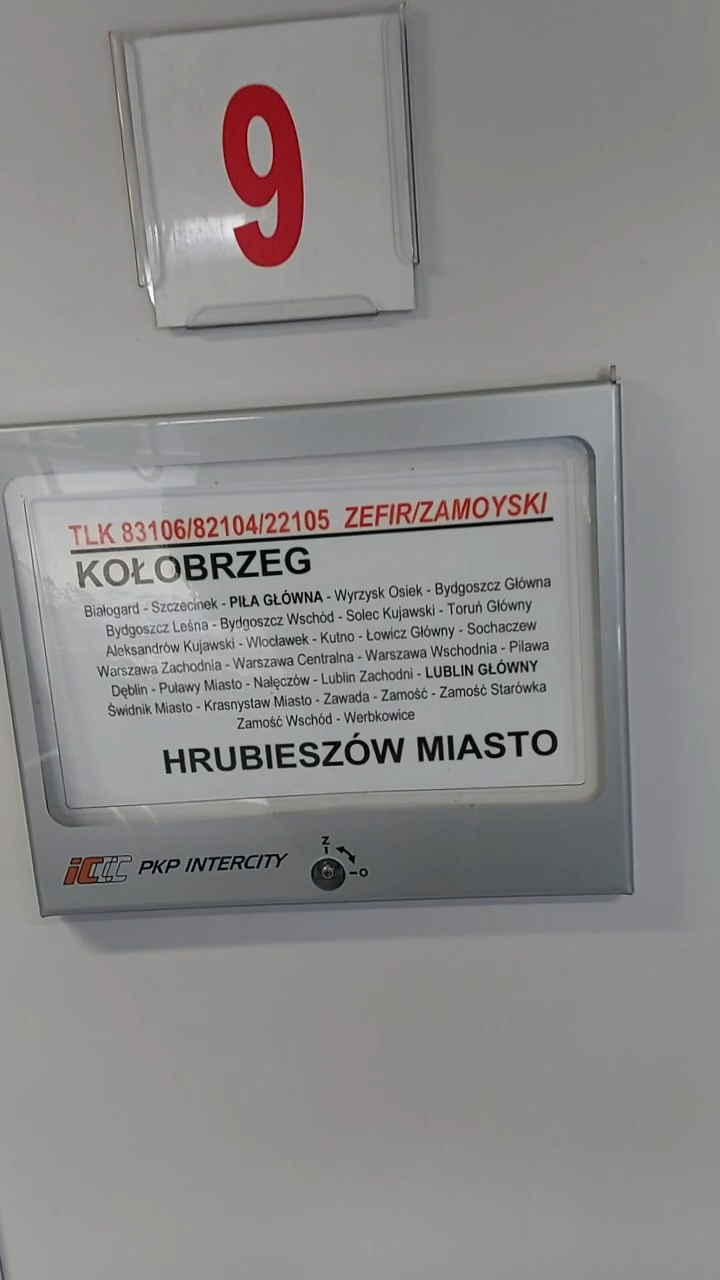 9
TLK 83106/82104/22105 ZEFIR/ZAMOYSKI
KOŁOBRZEG
Białogard - Szczecinek - PIŁA GŁÓWNA - Wyrzysk Osiek - Bydgoszcz Główna
Bydgoszcz Leśna - Bydgoszcz Wschód - Solec Kujawski - Toruń Główny
Aleksandrów Kujawski - Włocławek - Kutno - Łowicz Główny - Sochaczew
Warszawa Zachodnia - Warszawa Centralna - Warszawa Wschodnia - Pilawa
Dęblin - Puławy Miasto - Nałęczów - Lublin Zachodni - LUBLIN GŁÓWNY
Świdnik Miasto - Krasnystaw Miasto - Zawada - Zamość - Zamość Starówka
Zamość Wschód - Werbkowice
HRUBIESZÓW MIASTO
iC PKP INTERCITY
Z
O